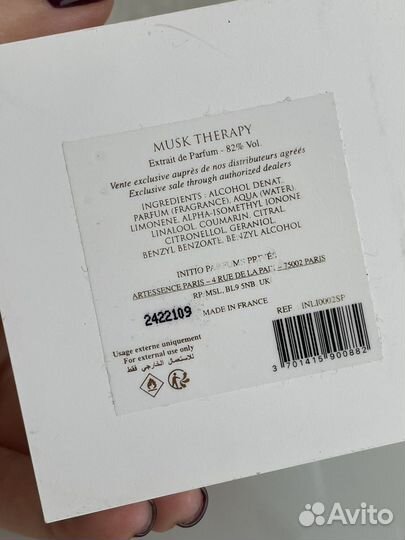 MUSK THERAPY
Extrait de Parfum - 82% Vol.
Vente exclusive auprès de nos distributeurs agréés
Exclusive sale through authorized dealers
INGREDIENTS : ALCOHOL DENAT.
PARFUM (FRAGRANCE), AQUA (WATER)
LIMONENE, ALPHA-ISOMETHYL IONONE
LINALOOL, COUMARIN, CITRAL
CITRONELLOL, GERANIOL,
BENZYL BENZOATE, BENZYL ALCOHOL
INITIO PARFUMS PRIVÉS
ARTESSENCE PARIS – 4 RUE DE LA PAIX – 75002 PARIS
RP: MSL, BL9 5NB UK
2422109
MADE IN FRANCE
REF INLI0002SP
Usage externe uniquement
For external use only
للاستعمال الخارجي فقط
3 701415 900882
Avito